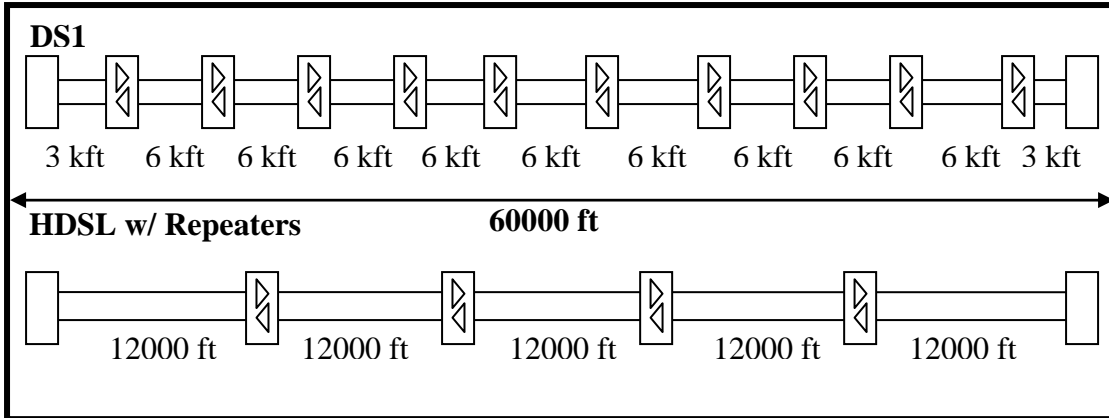 DS1
3 kft 6 kft 6 kft 6 kft 6 kft 6 kft 6 kft 6 kft 6 kft 6 kft 3 kft
60000 ft
HDSL w/ Repeaters
12000 ft 12000 ft 12000 ft 12000 ft 12000 ft